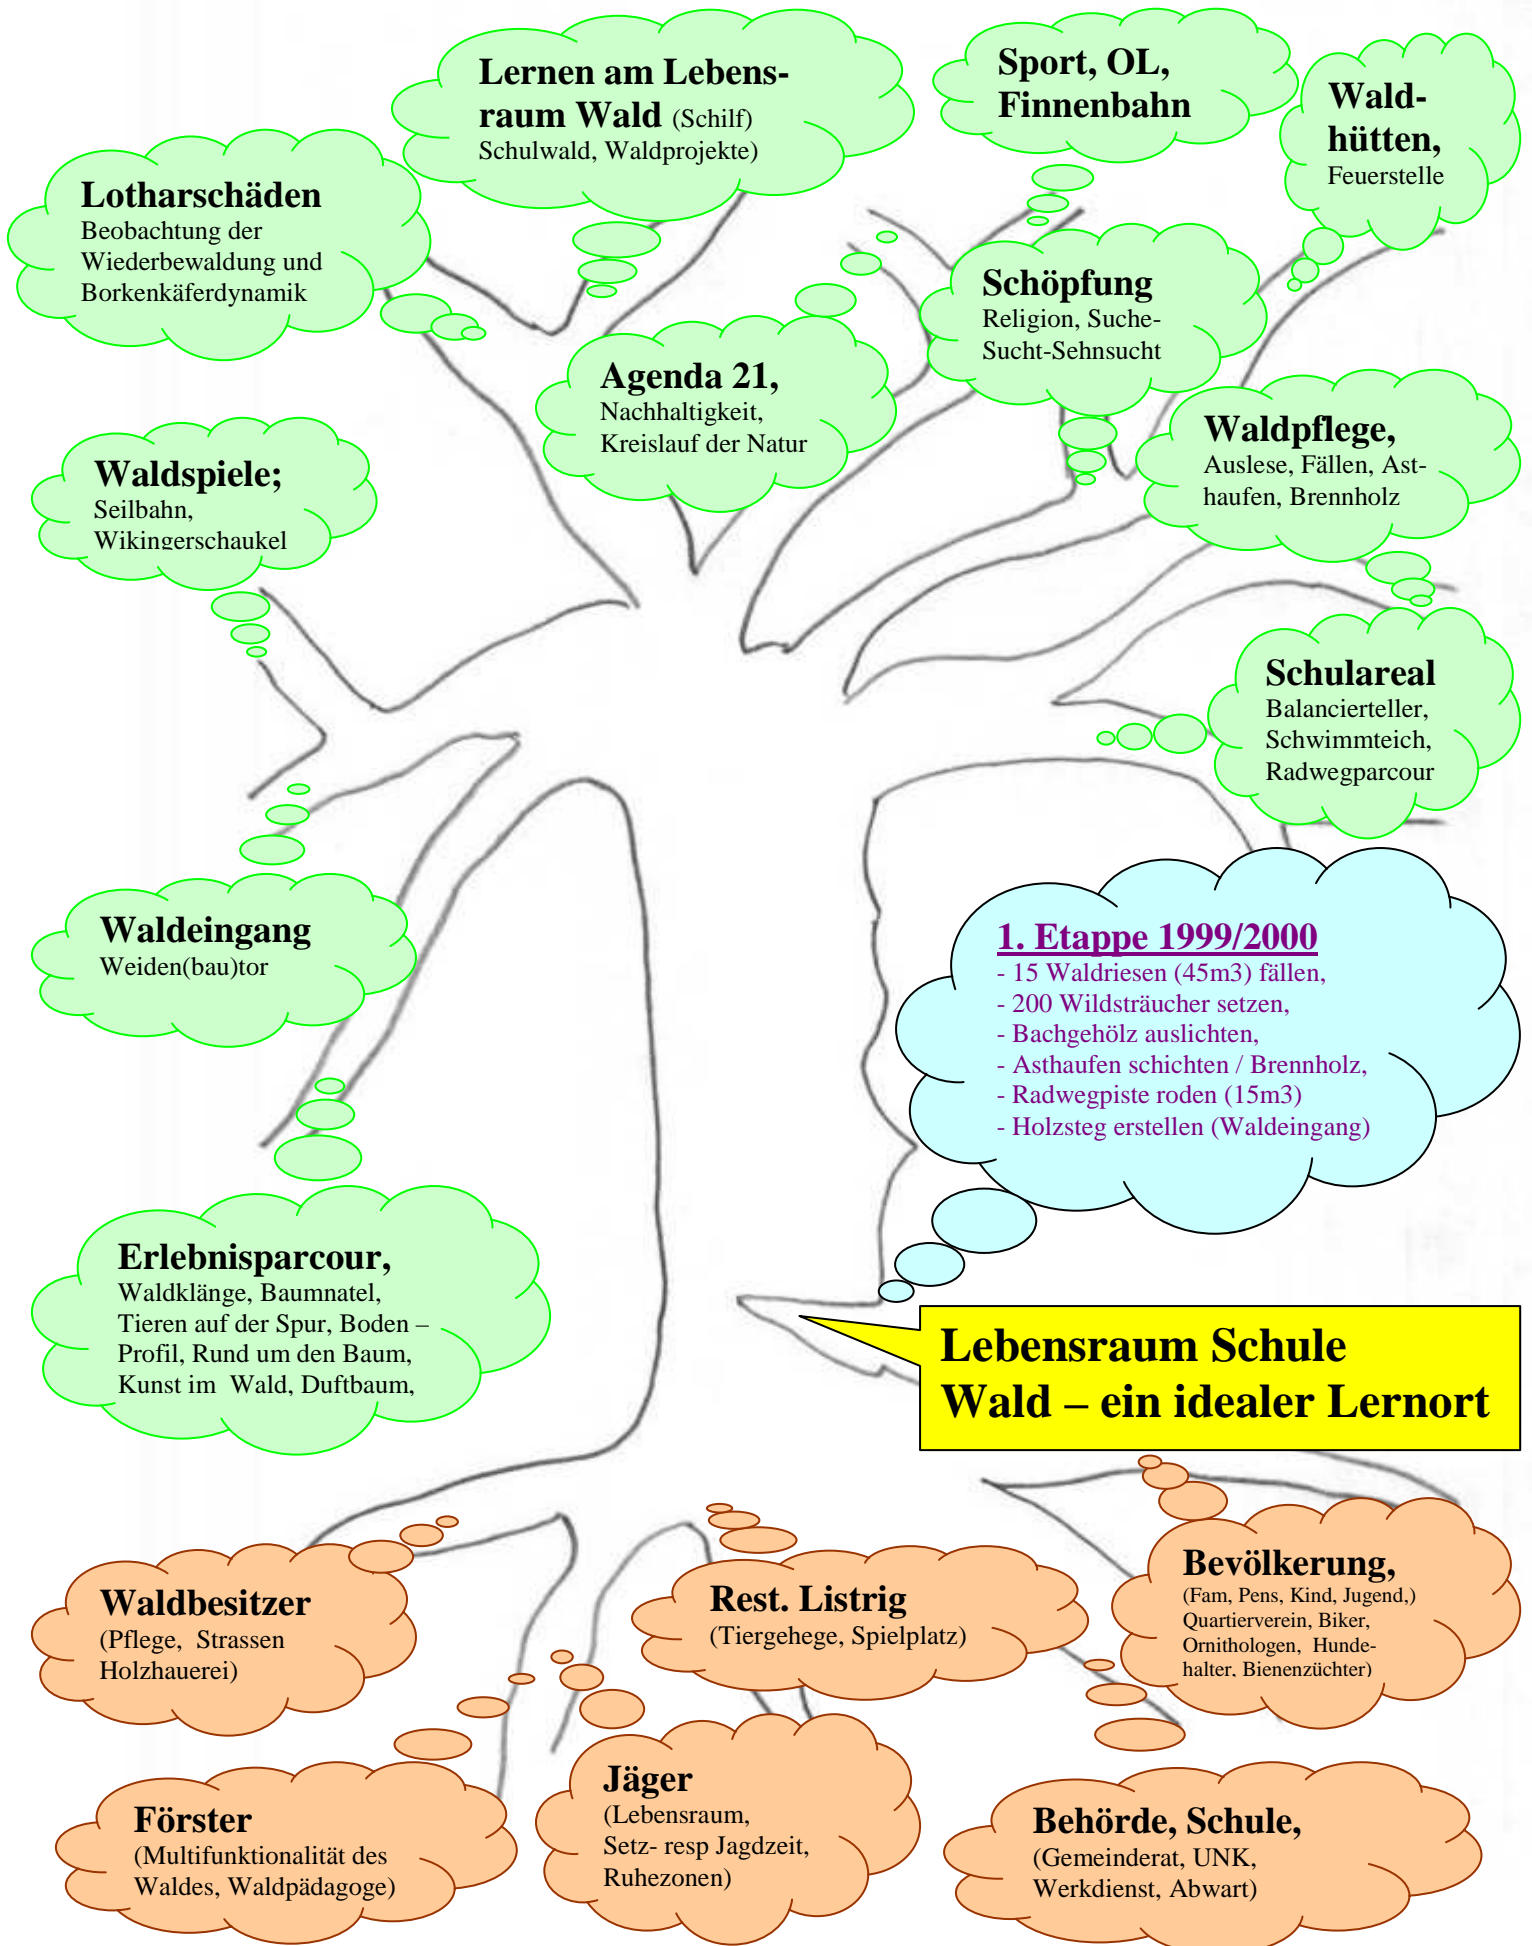 Lernen am Lebens-
raum Wald (Schilf)
Schulwald, Waldprojekte)
Sport, OL,
Finnenbahn
Wald-
hütten,
Feuerstelle
Lotharschäden
Beobachtung der
Wiederbewaldung und
Borkenkäferdynamik
Schöpfung
Religion, Suche-
Sucht-Sehnsucht
Agenda 21,
Nachhaltigkeit,
Kreislauf der Natur
Waldpflege,
Auslese, Fällen, Ast-
haufen, Brennholz
Waldspiele;
Seilbahn,
Wikingerschaukel
Schulareal
Balancierteller,
Schwimmteich,
Radwegparcour
Waldeingang
Weiden(bau)tor
1. Etappe 1999/2000
- 15 Waldriesen (45m3) fällen,
- 200 Wildsträucher setzen,
- Bachgehölz auslichten,
- Asthaufen schichten / Brennholz,
- Radwegpiste roden (15m3)
- Holzsteg erstellen (Waldeingang)
Erlebnisparcour,
Waldklänge, Baumnatel,
Tieren auf der Spur, Boden –
Profil, Rund um den Baum,
Kunst im Wald, Duftbaum,
Lebensraum Schule
Wald – ein idealer Lernort
Waldbesitzer
(Pflege, Strassen
Holzhauerei)
Rest. Listrig
(Tiergehege, Spielplatz)
Bevölkerung,
(Fam, Pens, Kind, Jugend,)
Quartierverein, Biker,
Ornithologen, Hunde-
halter, Bienenzüchter)
Förster
(Multifunktionalität des
Waldes, Waldpädagoge)
Jäger
(Lebensraum,
Setz- resp Jagdzeit,
Ruhezonen)
Behörde, Schule,
(Gemeinderat, UNK,
Werkdienst, Abwart)